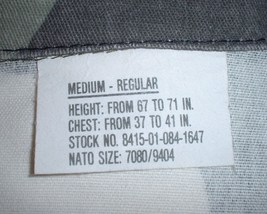 MEDIUM - REGULAR
HEIGHT: FROM 67 TO 71 IN.
CHEST: FROM 37 TO 41 IN.
STOCK NO. 8415-01-084-1647
NATO SIZE: 7080/9404